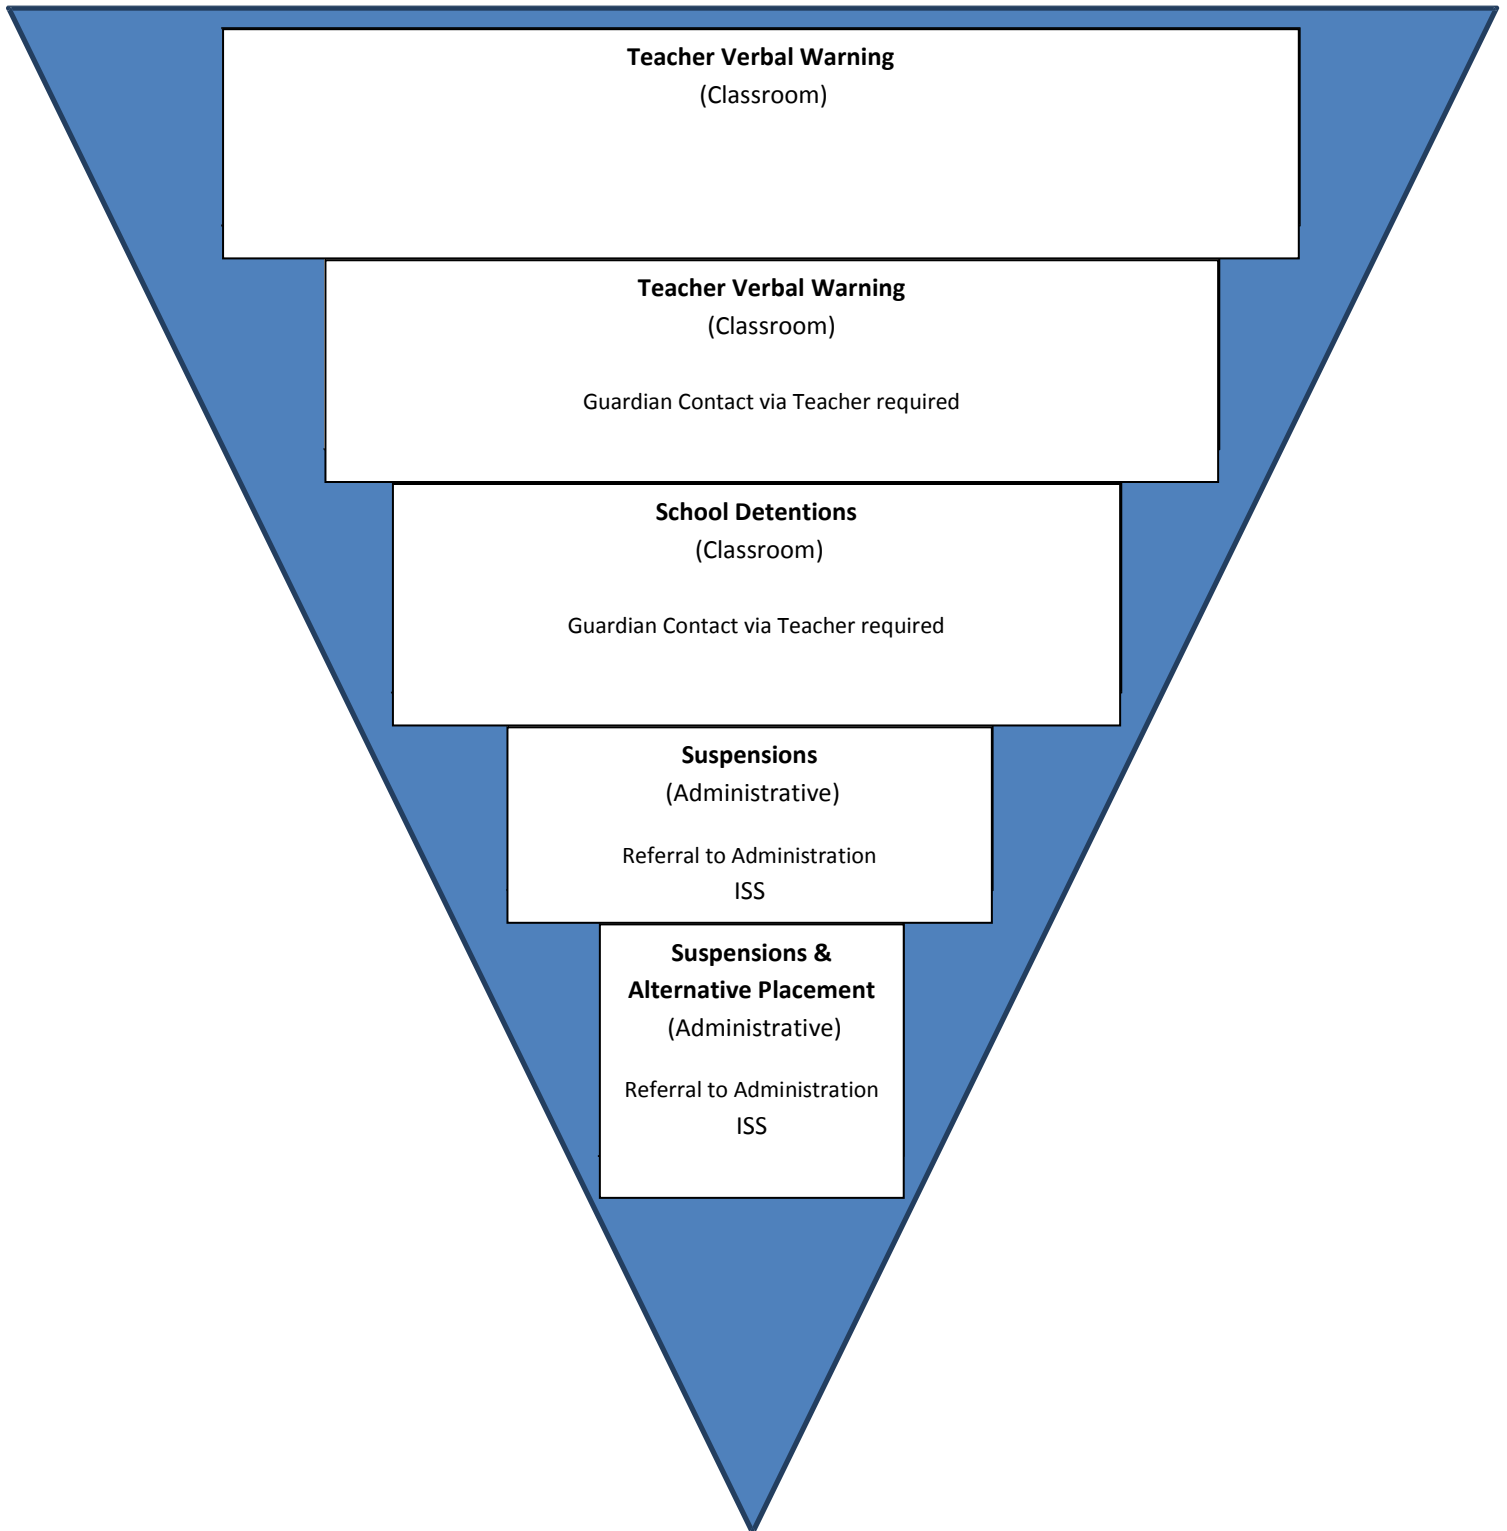 Teacher Verbal Warning
(Classroom)
Teacher Verbal Warning
(Classroom)
Guardian Contact via Teacher required
School Detentions
(Classroom)
Guardian Contact via Teacher required
Suspensions
(Administrative)
Referral to Administration
ISS
Suspensions &
Alternative Placement
(Administrative)
Referral to Administration
ISS